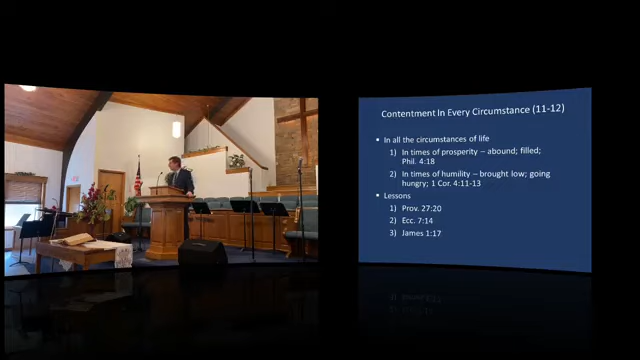 Contentment In Every Circumstance (11-12)
• In all the circumstances of life
1) In times of prosperity – abound; filled;
Phil. 4:18
2) In times of humility – brought low; going
hungry; 1 Cor. 4:11-13
• Lessons
1) Prov. 27:20
2) Ecc. 7:14
3) James 1:17